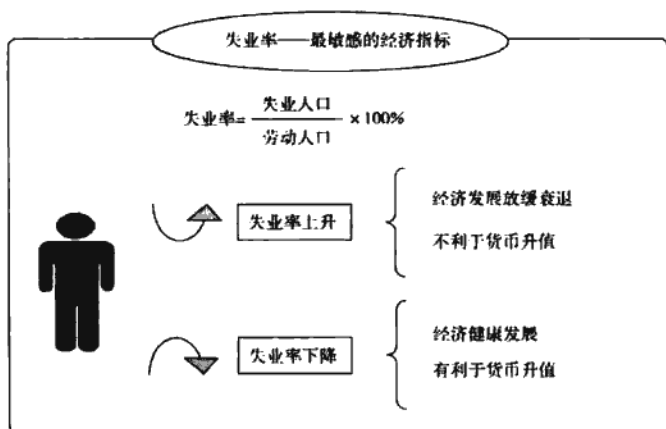 失业率——最敏感的经济指标
失业率= 失业人口 / 劳动人口 ×100%
失业率上升
经济发展放缓衰退
不利于货币升值
失业率下降
经济健康发展
有利于货币升值